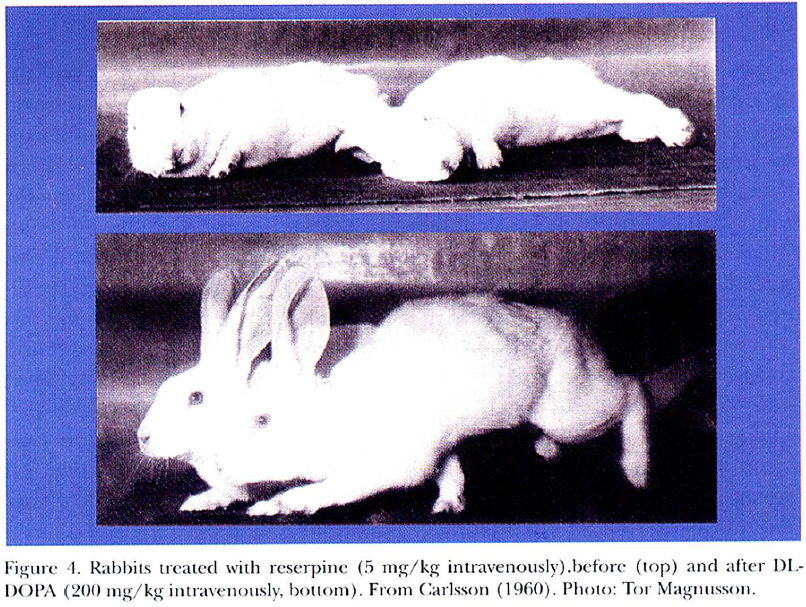 Figure 4. Rabbits treated with reserpine (5 mg/kg intravenously).before (top) and after DL-
DOPA (200 mg/kg intravenously, bottom). From Carlsson (1960). Photo: Tor Magnusson.